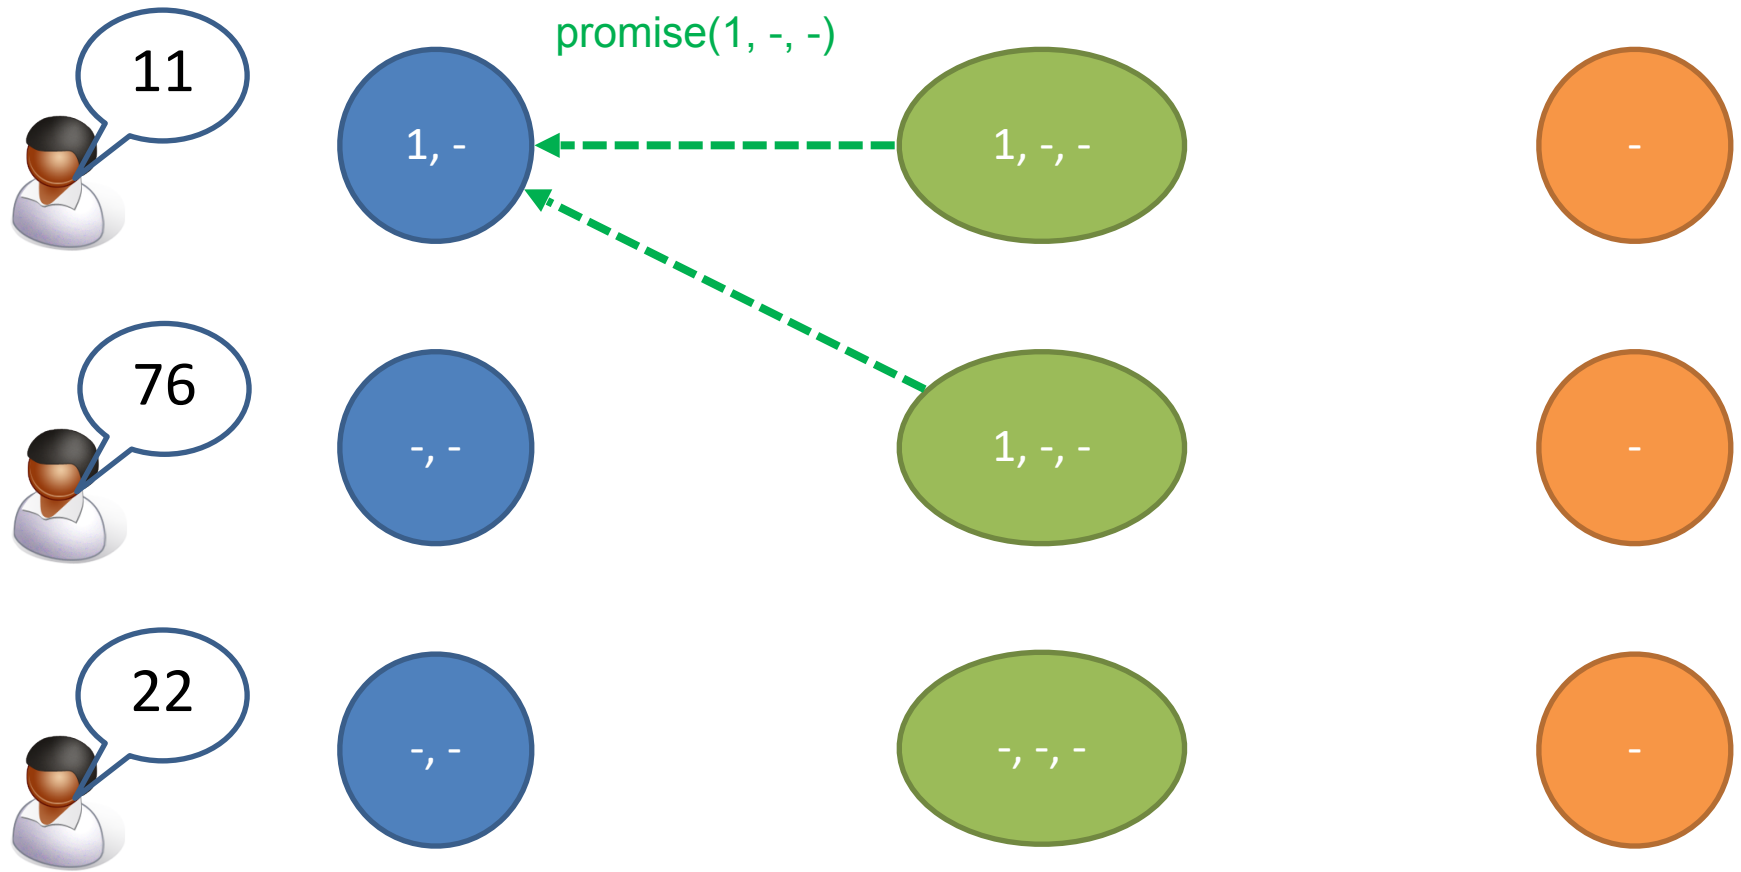 promise(1, -, -)
11
1, -
1, -, -
-
76
-, -
1, -, -
-
22
-, -
-, -, -
-